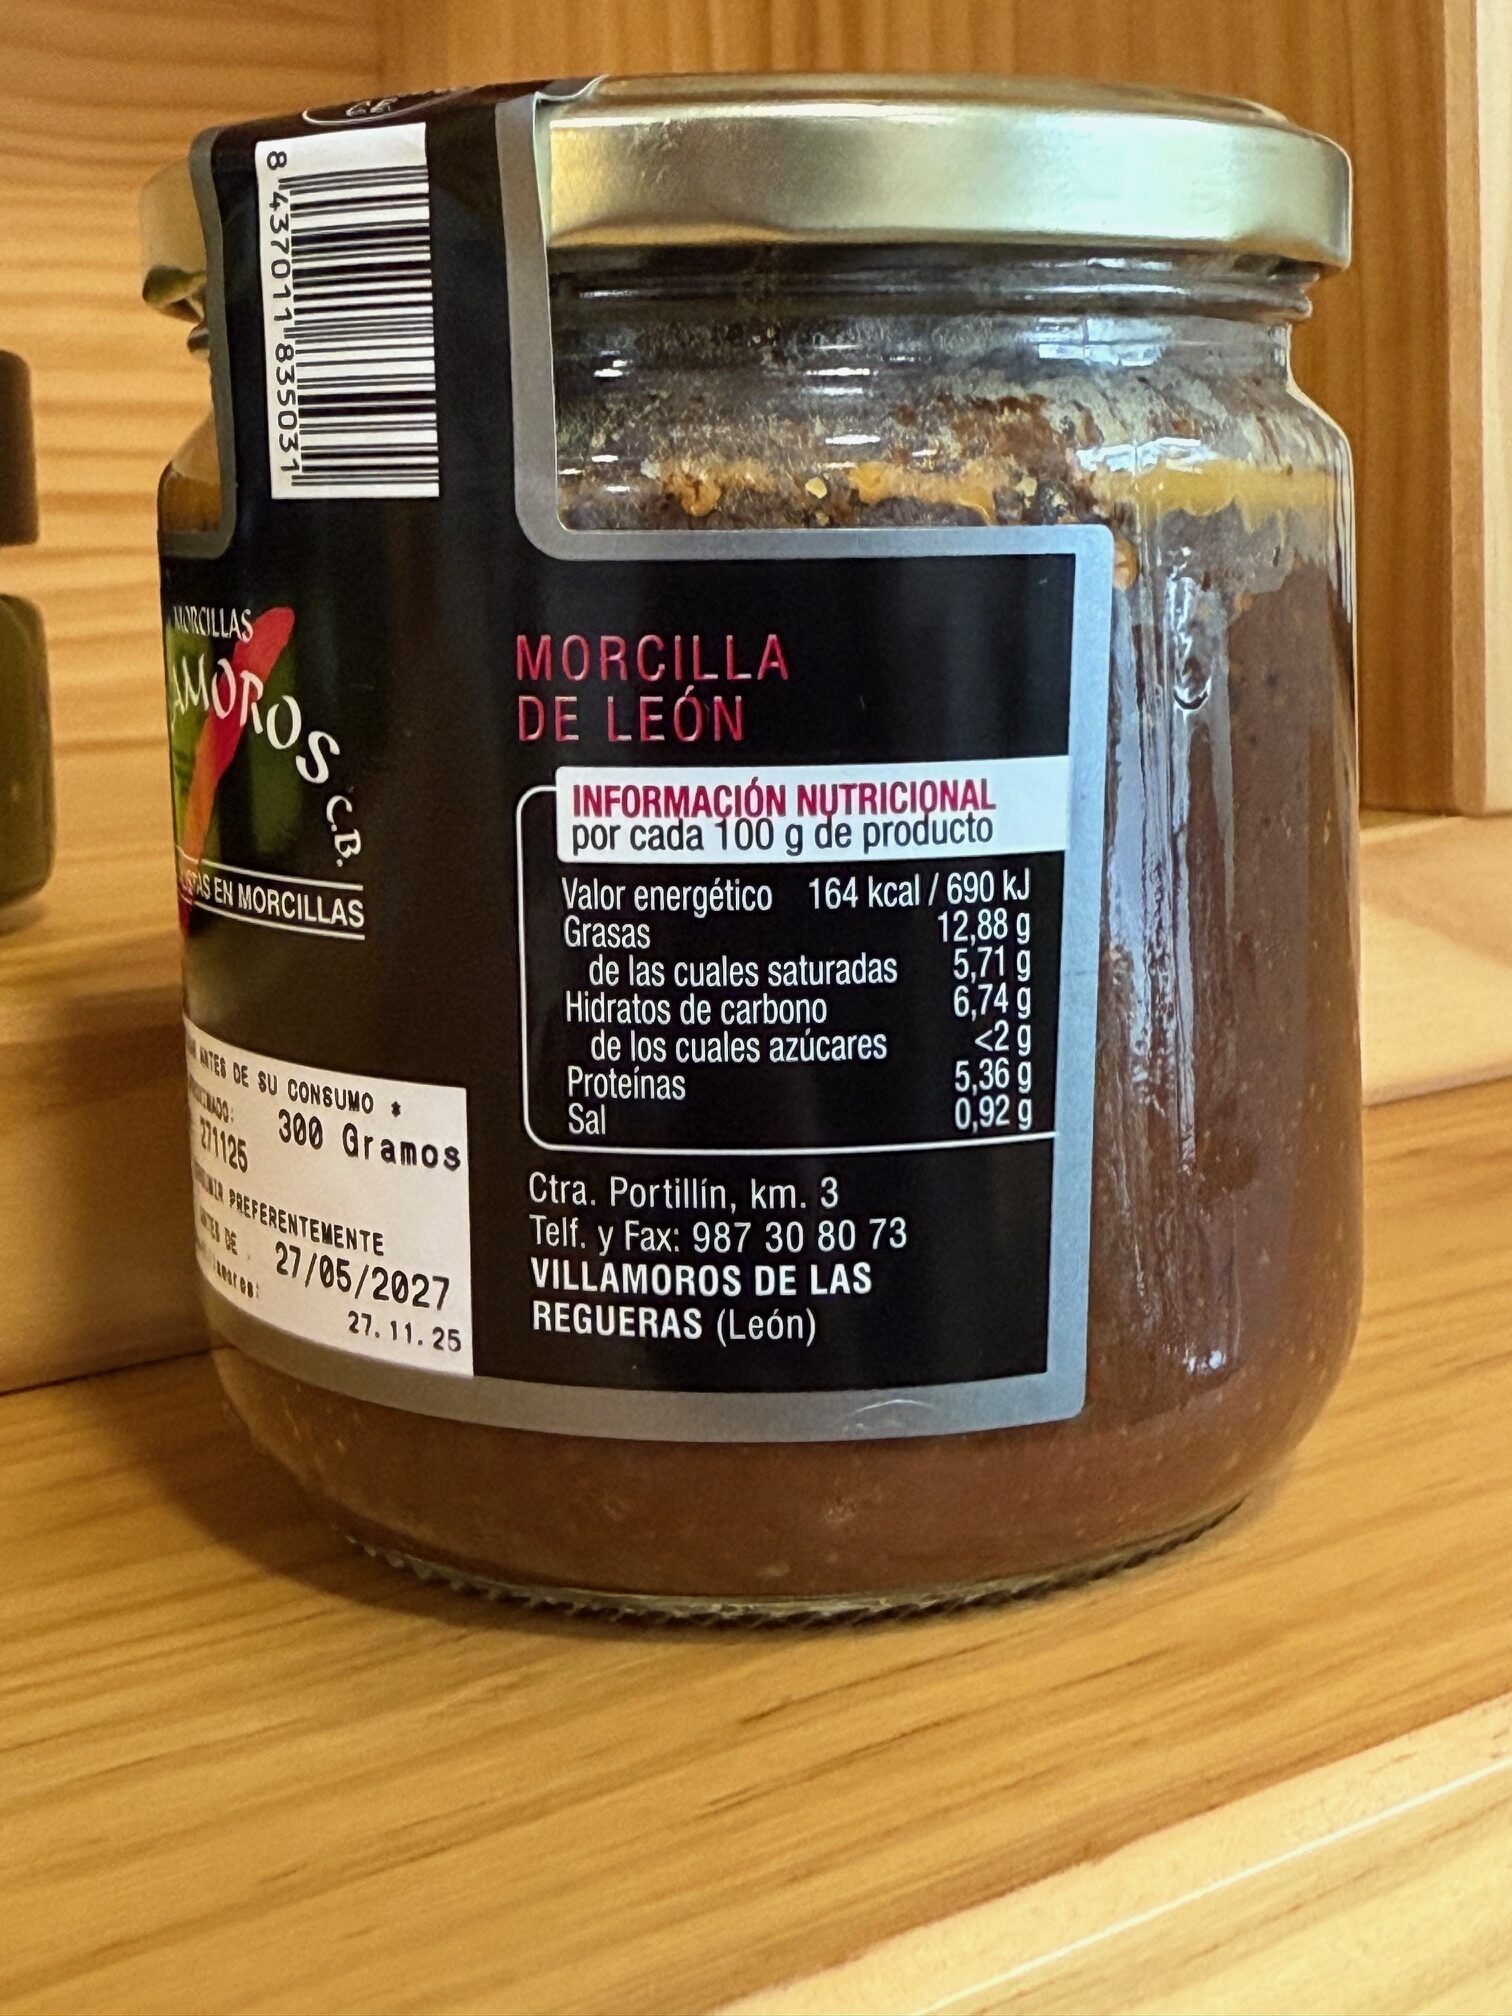 8 437011 835031
MORCILLAS
AMOROS C.B.
EN MORCILLAS
MORCILLA
DE LEÓN
INFORMACIÓN NUTRICIONAL
por cada 100 g de producto
Valor energético 164 kcal / 690 kJ
Grasas 12,88 g
de las cuales saturadas 5,71 g
Hidratos de carbono 6,74 g
de los cuales azúcares <2 g
Proteínas 5,36 g
Sal 0,92 g
Ctra. Portillín, km. 3
Telf. y Fax: 987 30 80 73
VILLAMOROS DE LAS
REGUERAS (León)
ANTES DE SU CONSUMO *
300 Gramos
271125
PREFERENTEMENTE
ANTES DE 27/05/2027
27.11.25